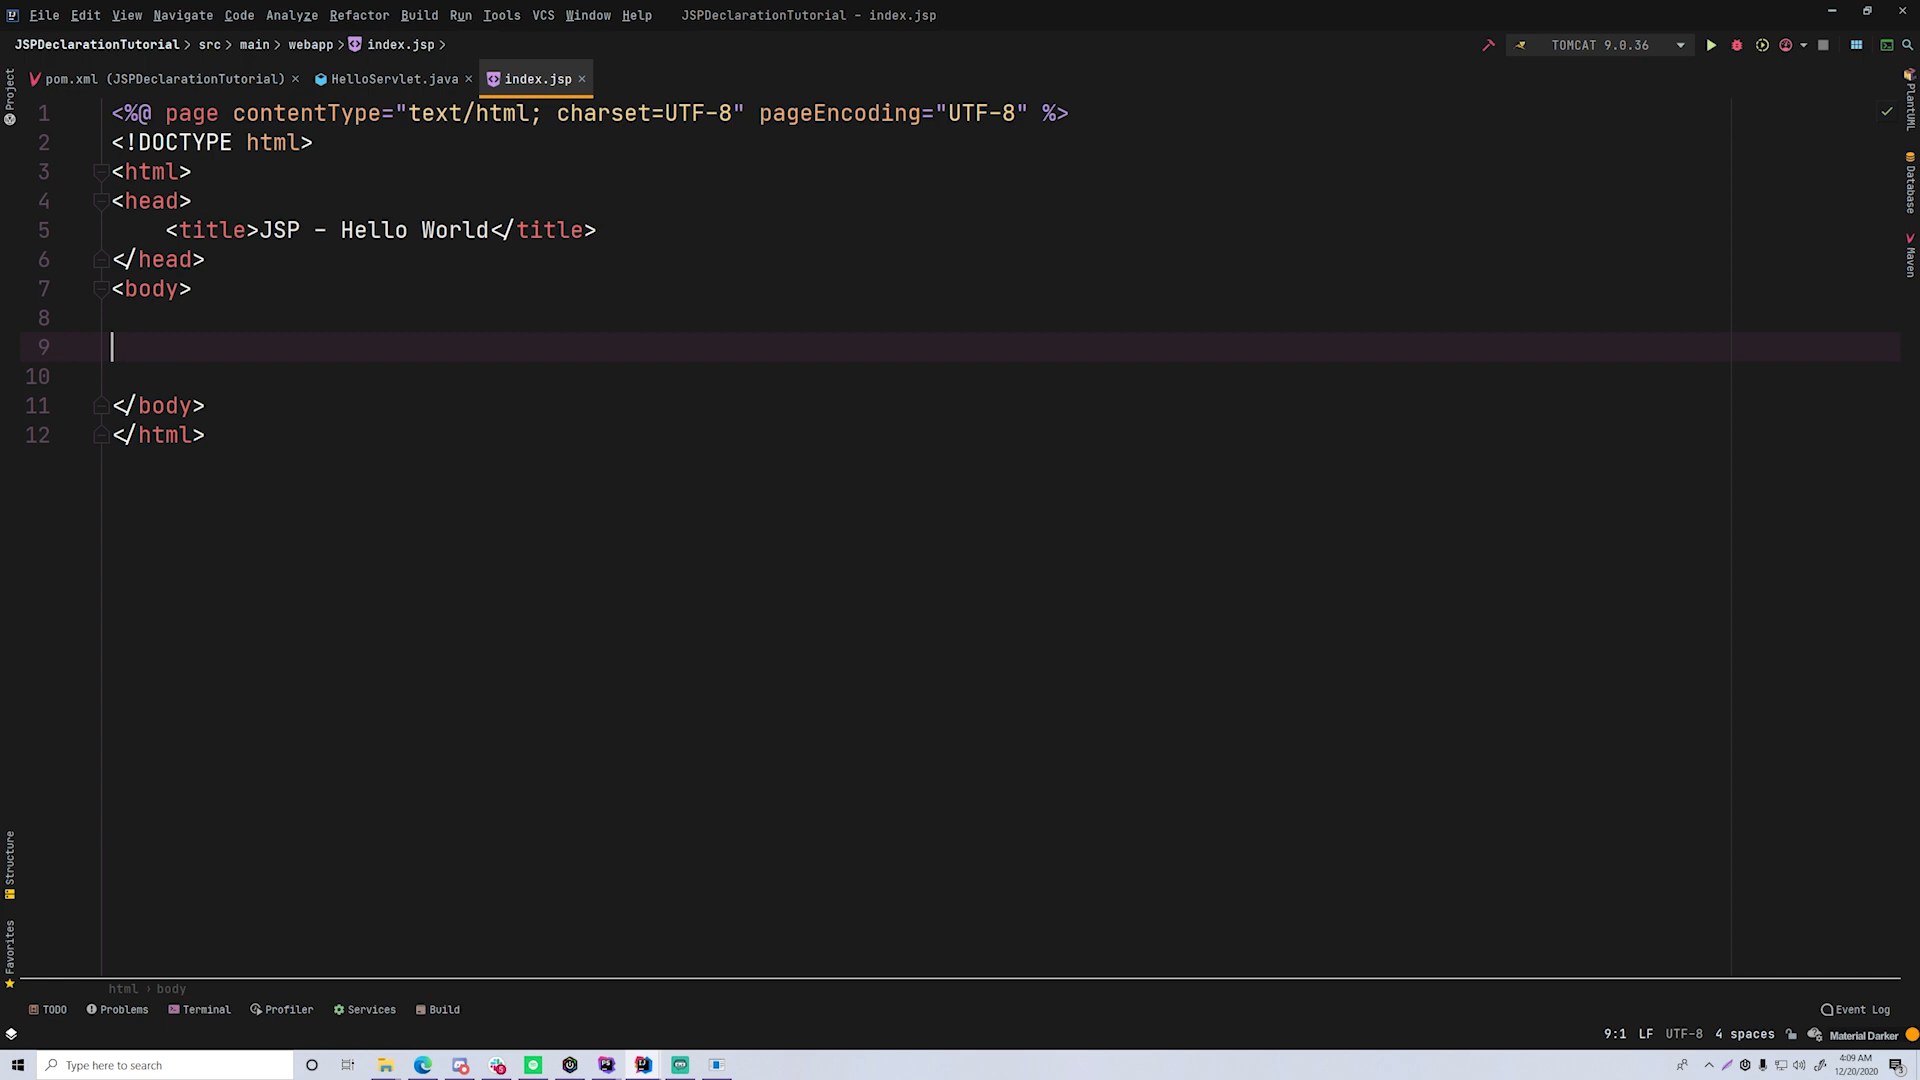 File Edit View Navigate Code Analyze Refactor Build Run Tools VCS Window Help JSPDeclarationTutorial - index.jsp
JSPDeclarationTutorial > src > main > webapp > index.jsp >
TOMCAT 9.0.36
pom.xml (JSPDeclarationTutorial) ×
HelloServlet.java ×
index.jsp ×
Project
1 <%@ page contentType="text/html; charset=UTF-8" pageEncoding="UTF-8" %>
2 <!DOCTYPE html>
3 <html>
4 <head>
5 <title>JSP - Hello World</title>
6 </head>
7 <body>
8
9
10
11 </body>
12 </html>
PlantUML
Database
Maven
Structure
Favorites
html › body
TODO Problems Terminal Profiler Services Build Event Log
9:1 LF UTF-8 4 spaces Material Darker
Type here to search
4:09 AM
12/20/2020